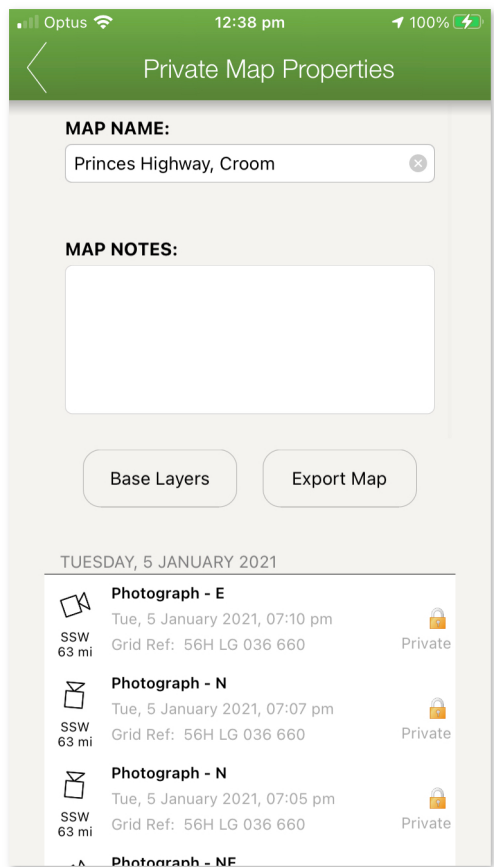 Optus 12:38 pm 100%
Private Map Properties
MAP NAME:
Princes Highway, Croom
MAP NOTES:
Base Layers Export Map
TUESDAY, 5 JANUARY 2021
Photograph - E
Tue, 5 January 2021, 07:10 pm
SSW
63 mi
Grid Ref: 56H LG 036 660
Private
Photograph - N
Tue, 5 January 2021, 07:07 pm
SSW
63 mi
Grid Ref: 56H LG 036 660
Private
Photograph - N
Tue, 5 January 2021, 07:05 pm
SSW
63 mi
Grid Ref: 56H LG 036 660
Private
Photograph - NE